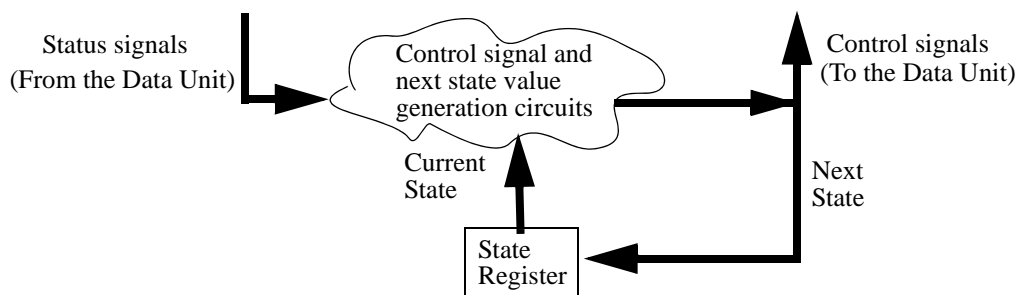 Status signals
(From the Data Unit)
Control signal and
next state value
generation circuits
Control signals
(To the Data Unit)
Current
State
Next
State
State
Register